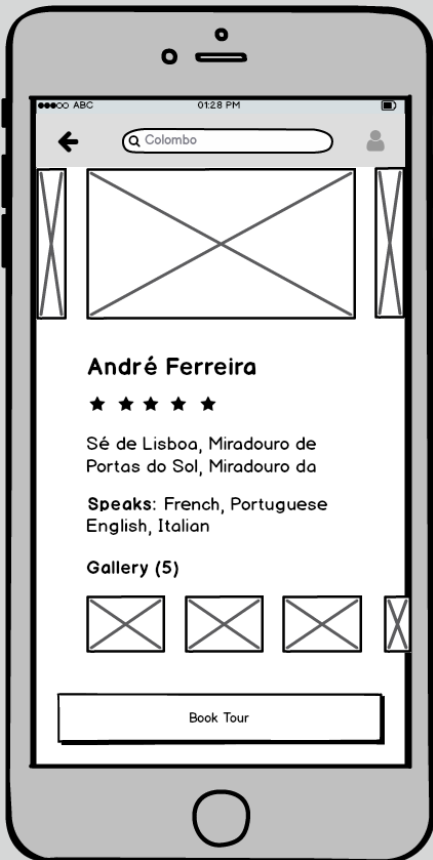 ABC
01:28 PM
Colombo
André Ferreira
Sé de Lisboa, Miradouro de
Portas do Sol, Miradouro da
Speaks: French, Portuguese
English, Italian
Gallery (5)
Book Tour